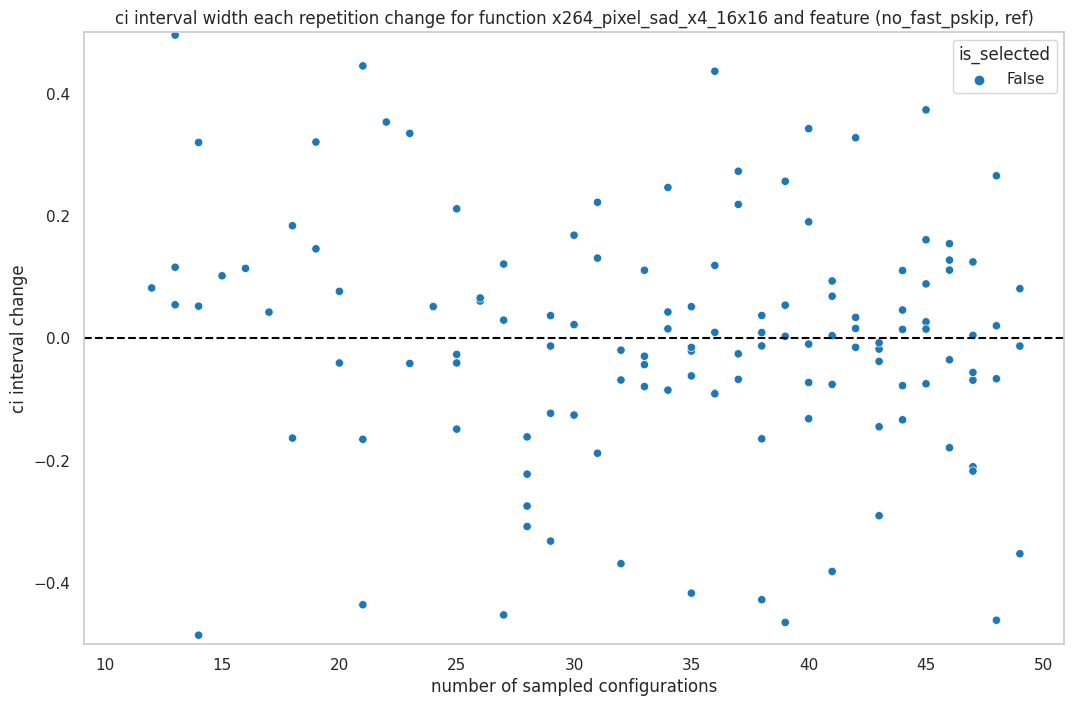 ci interval width each repetition change for function x264_pixel_sad_x4_16x16 and feature (no_fast_pskip, ref)
is_selected
False
ci interval change
0.4
0.2
0.0
−0.2
−0.4
10 15 20 25 30 35 40 45 50
number of sampled configurations